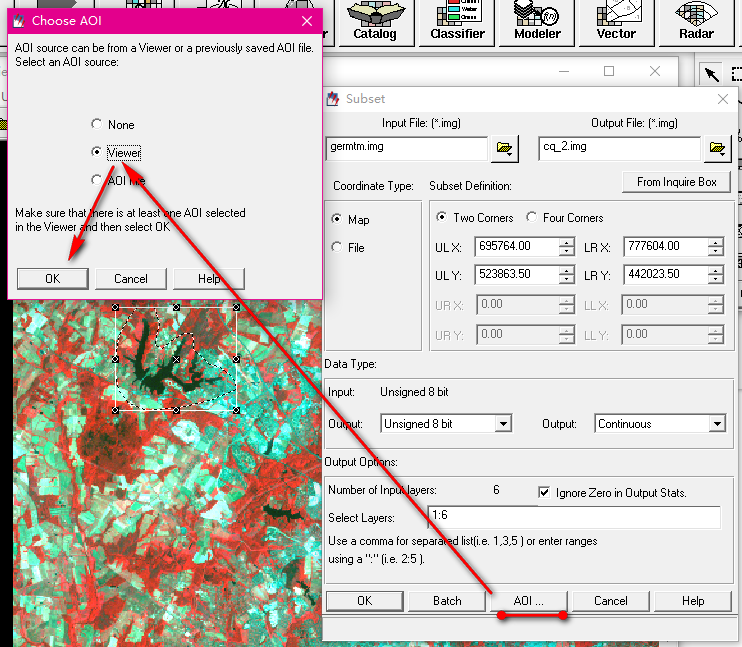 Choose AOI
AOI source can be from a Viewer or a previously saved AOI file.
Select an AOI source:
None
Viewer
AOI file
Make sure that there is at least one AOI selected
in the Viewer and then select OK
OK Cancel Help
Catalog
Classifier
Modeler
Vector
Radar
Subset
Input File: (*.img) Output File: (*.img)
germtm.img cq_2.img
Coordinate Type: Subset Definition: From Inquire Box
Map Two Corners Four Corners
File
UL X: 695764.00 LR X: 777604.00
UL Y: 523863.50 LR Y: 442023.50
UR X: 0.00 LL X: 0.00
UR Y: 0.00 LL Y: 0.00
Data Type:
Input: Unsigned 8 bit
Output: Unsigned 8 bit Output: Continuous
Output Options:
Number of Input layers: 6 Ignore Zero in Output Stats.
Select Layers: 1:6
Use a comma for separated list(i.e. 1,3,5 ) or enter ranges
using a ":" (i.e. 2:5 ).
OK Batch AOI ... Cancel Help